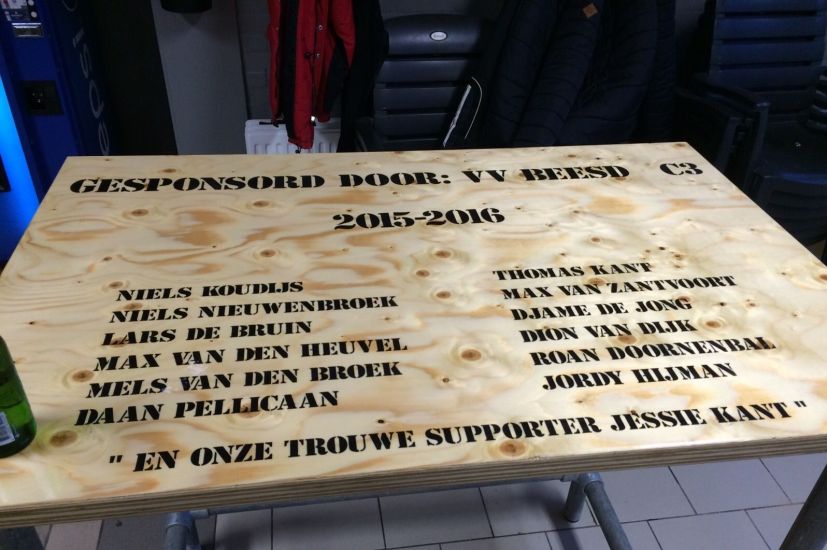 GESPONSORD DOOR: VV BEESD C3
2015-2016
NIELS KOUDIJS
NIELS NIEUWENBROEK
LARS DE BRUIN
MAX VAN DEN HEUVEL
MELS VAN DEN BROEK
DAAN PELLICAAN
THOMAS KANT
MAX VAN ZANTVOORT
DJAME DE JONG
DION VAN DIJK
ROAN DOORNENBAL
JORDY HIJMAN
" EN ONZE TROUWE SUPPORTER JESSIE KANT "